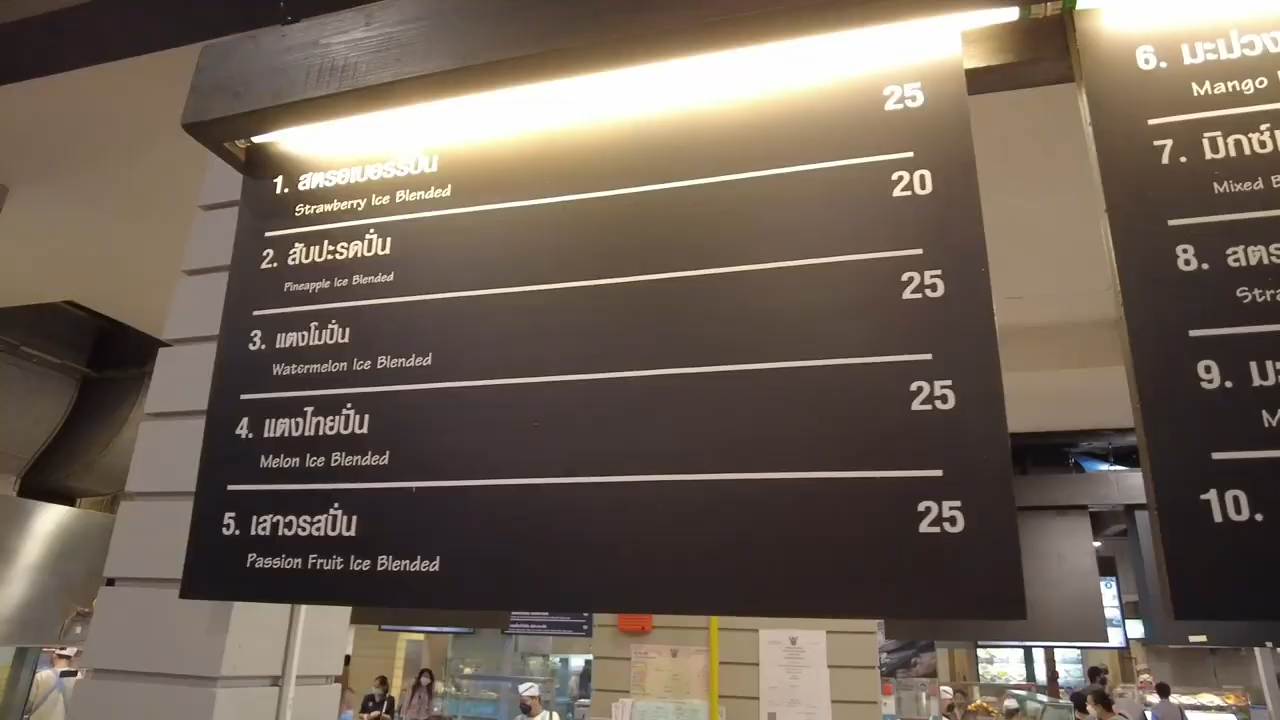 1. สตรอเบอร์รี่ปั่น 25
Strawberry Ice Blended
2. สับปะรดปั่น 20
Pineapple Ice Blended
3. แตงโมปั่น 25
Watermelon Ice Blended
4. แตงไทยปั่น 25
Melon Ice Blended
5. เสาวรสปั่น 25
Passion Fruit Ice Blended
6. มะม่วง
Mango
7. มิกซ์
Mixed
8.
9.
10.